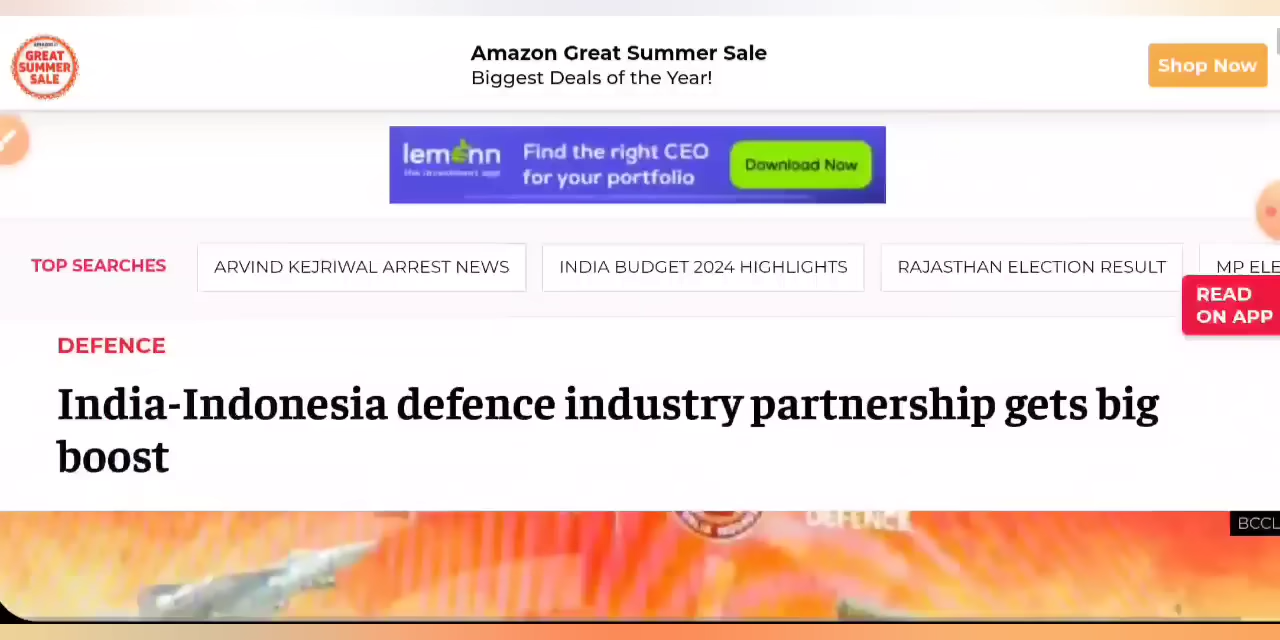 GREAT
SUMMER
SALE
Amazon Great Summer Sale
Biggest Deals of the Year!
Shop Now
lemonn
Find the right CEO
for your portfolio
Download Now
TOP SEARCHES
ARVIND KEJRIWAL ARREST NEWS
INDIA BUDGET 2024 HIGHLIGHTS
RAJASTHAN ELECTION RESULT
MP ELE
READ
ON APP
DEFENCE
India-Indonesia defence industry partnership gets big
boost
DEFENCE
BCCL